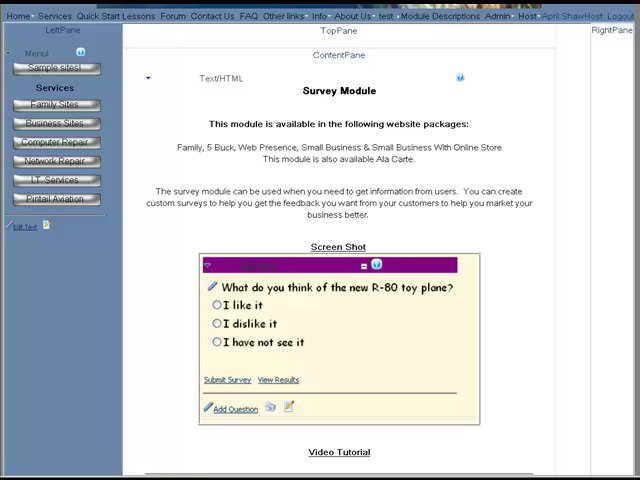 Home Services Quick Start Lessons Forum Contact Us FAQ Other links Info About Us test Module Descriptions Admin Host April ShawHost Logout
LeftPane TopPane RightPane
ContentPane
Menu
Text/HTML
Sample sites!
Services
Family Sites
Business Sites
Computer Repair
Network Repair
I.T. Services
Pintail Aviation
Edit Text
Survey Module
This module is available in the following website packages:
Family, 5 Buck, Web Presence, Small Business & Small Business With Online Store
This module is also available Ala Carte.
The survey module can be used when you need to get information from users. You can create
custom surveys to help you get the feedback you want from your customers to help you market your
business better.
Screen Shot
What do you think of the new R-80 toy plane?
I like it
I dislike it
I have not see it
Submit Survey View Results
Add Question
Video Tutorial